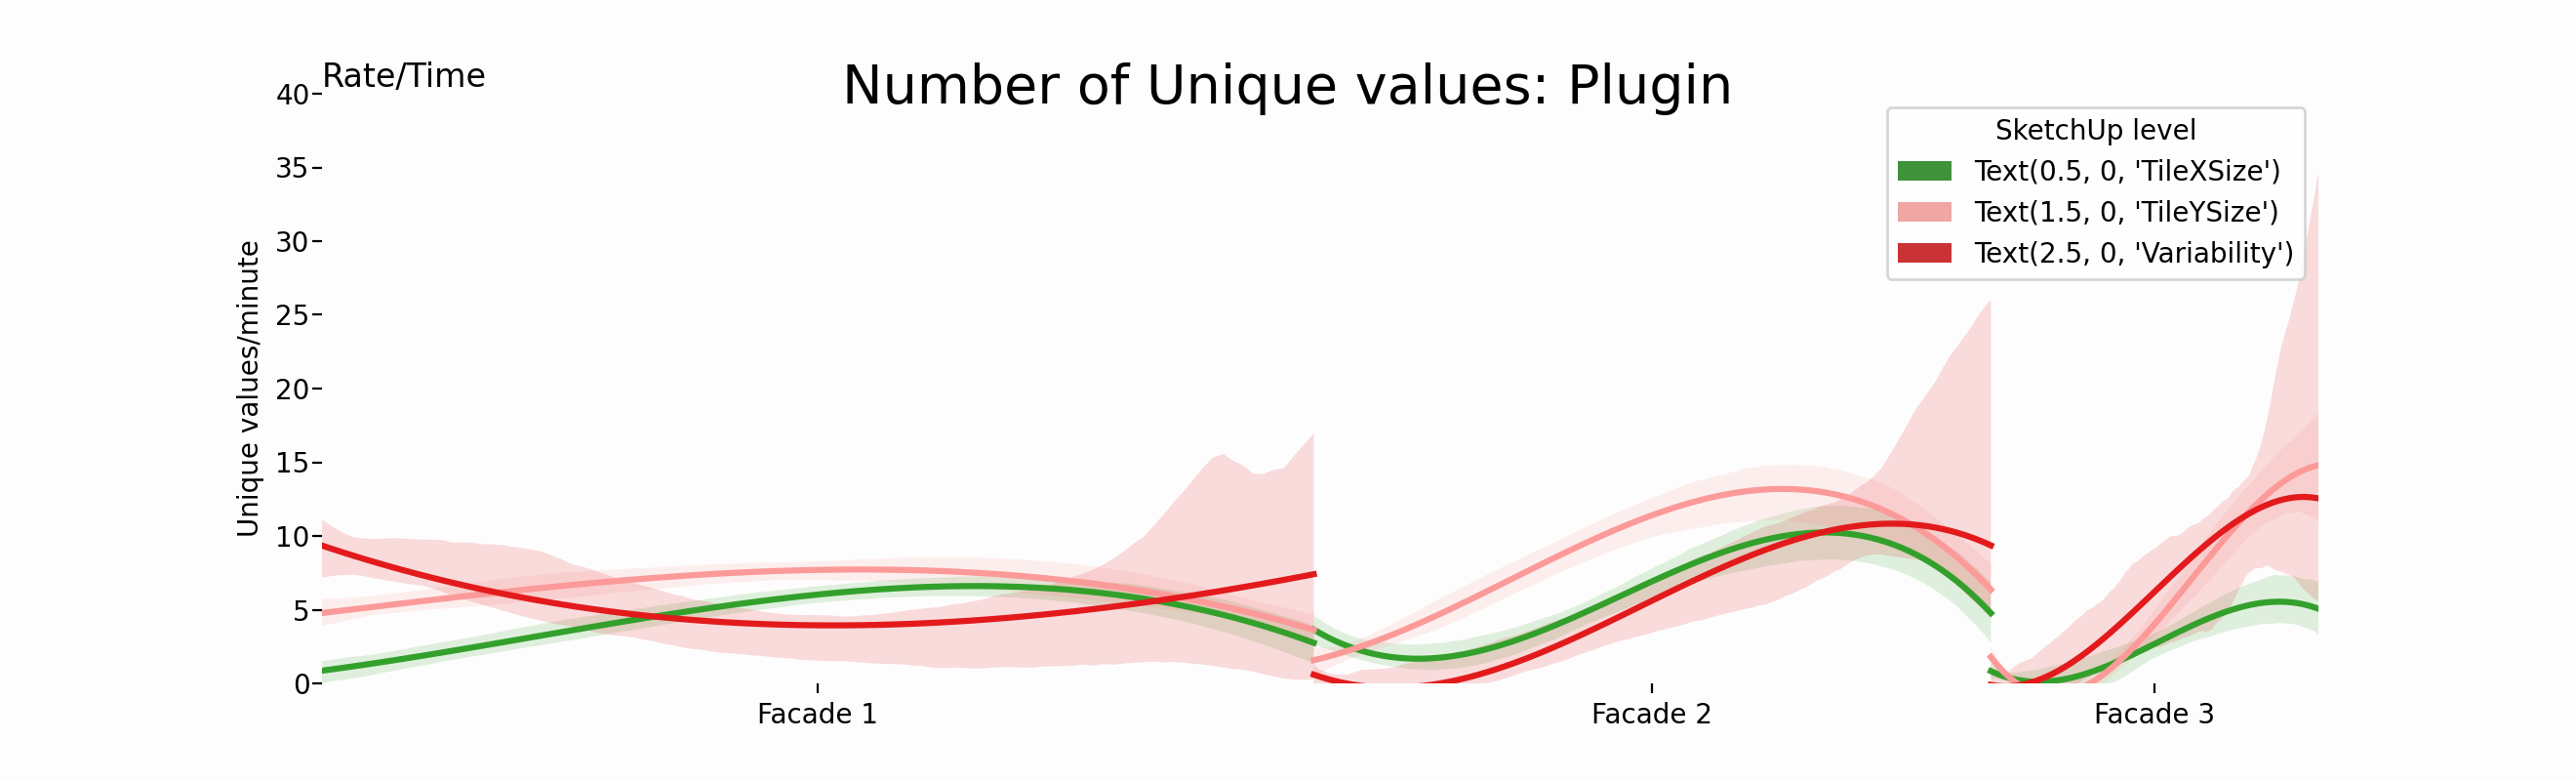 Number of Unique values: Plugin
Rate/Time
Unique values/minute
40
35
30
25
20
15
10
5
0
Facade 1
Facade 2
Facade 3
SketchUp level
Text(0.5, 0, 'TileXSize')
Text(1.5, 0, 'TileYSize')
Text(2.5, 0, 'Variability')